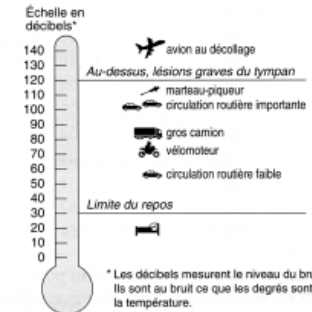 Échelle en
décibels*
140
avion au décollage
130
Au-dessus, lésions graves du tympan
120
marteau-piqueur
110
circulation routière importante
100
90
gros camion
80
vélomoteur
70
60
circulation routière faible
50
40
Limite du repos
30
20
10
0
* Les décibels mesurent le niveau du bru
Ils sont au bruit ce que les degrés sont
la température.